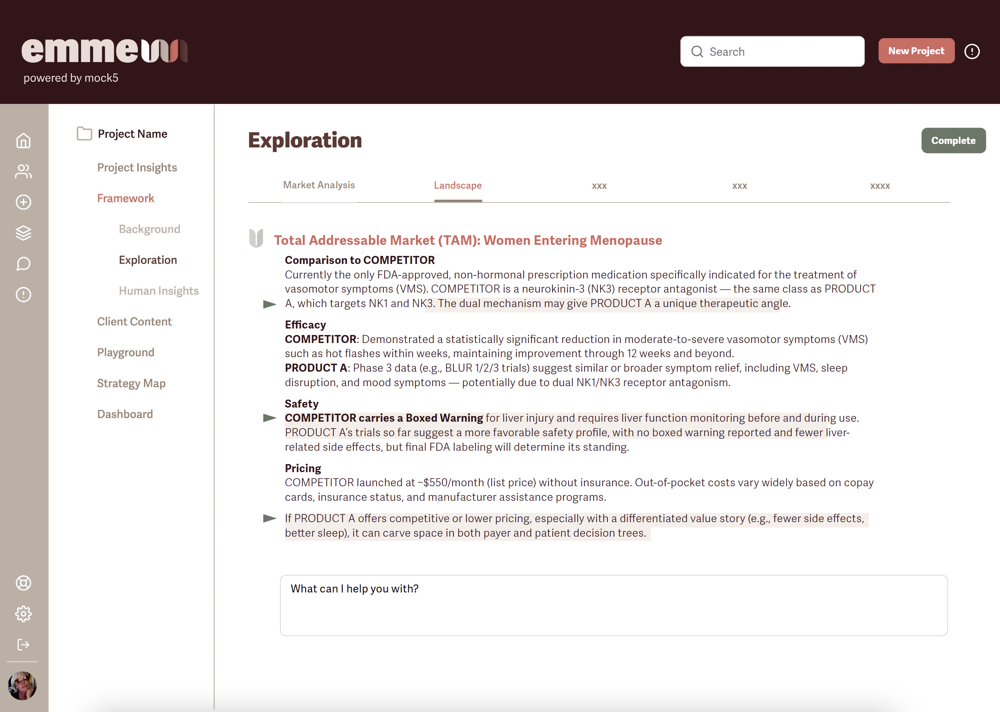 emme
powered by mock5
Search
New Project
Project Name
Project Insights
Framework
Background
Exploration
Human Insights
Client Content
Playground
Strategy Map
Dashboard
Exploration
Complete
Market Analysis
Landscape
xxx
xxx
xxxx
Total Addressable Market (TAM): Women Entering Menopause
Comparison to COMPETITOR
Currently the only FDA-approved, non-hormonal prescription medication specifically indicated for the treatment of
vasomotor symptoms (VMS). COMPETITOR is a neurokinin-3 (NK3) receptor antagonist — the same class as PRODUCT
A, which targets NK1 and NK3. The dual mechanism may give PRODUCT A a unique therapeutic angle.
Efficacy
COMPETITOR: Demonstrated a statistically significant reduction in moderate-to-severe vasomotor symptoms (VMS)
such as hot flashes within weeks, maintaining improvement through 12 weeks and beyond.
PRODUCT A: Phase 3 data (e.g., BLUR 1/2/3 trials) suggest similar or broader symptom relief, including VMS, sleep
disruption, and mood symptoms — potentially due to dual NK1/NK3 receptor antagonism.
Safety
COMPETITOR carries a Boxed Warning for liver injury and requires liver function monitoring before and during use.
PRODUCT A’s trials so far suggest a more favorable safety profile, with no boxed warning reported and fewer liver-
related side effects, but final FDA labeling will determine its standing.
Pricing
COMPETITOR launched at ~$550/month (list price) without insurance. Out-of-pocket costs vary widely based on copay
cards, insurance status, and manufacturer assistance programs.
If PRODUCT A offers competitive or lower pricing, especially with a differentiated value story (e.g., fewer side effects,
better sleep), it can carve space in both payer and patient decision trees.
What can I help you with?